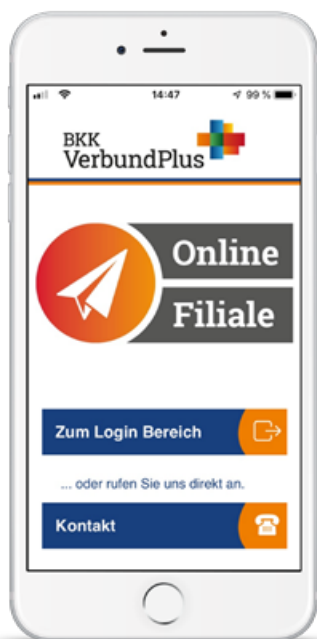 14:47
99 %
BKK
VerbundPlus
Online
Filiale
Zum Login Bereich
... oder rufen Sie uns direkt an.
Kontakt